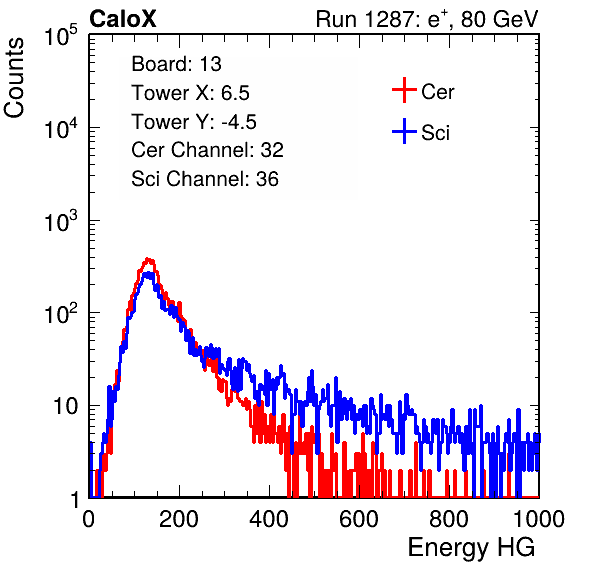 CaloX Run 1287: e⁺, 80 GeV
Board: 13
Tower X: 6.5
Tower Y: -4.5
Cer Channel: 32
Sci Channel: 36
Cer
Sci
Counts
10⁵
10⁴
10³
10²
10
1
0 200 400 600 800 1000
Energy HG